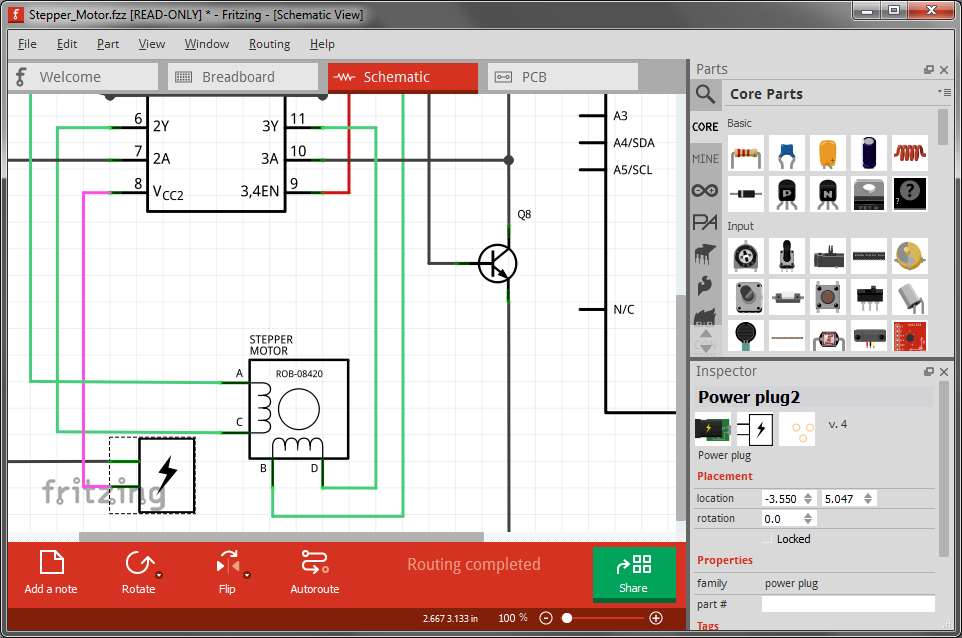 Stepper_Motor.fzz [READ-ONLY] * - Fritzing - [Schematic View]
File Edit Part View Window Routing Help
Welcome Breadboard Schematic PCB
6 2Y 3Y 11
7 2A 3A 10
8 VCC2 3,4EN 9
A3
A4/SDA
A5/SCL
Q8
N/C
STEPPER
MOTOR
ROB-08420
A
C
B D
fritzing
Parts
Core Parts
CORE
MINE
Basic
P N
FET P
?
Input
Inspector
Power plug2
v. 4
Power plug
Placement
location -3.550 5.047
rotation 0.0
Locked
Properties
family power plug
part #
Tags
Add a note Rotate Flip Autoroute
Routing completed
Share
2.667 3.133 in 100 %